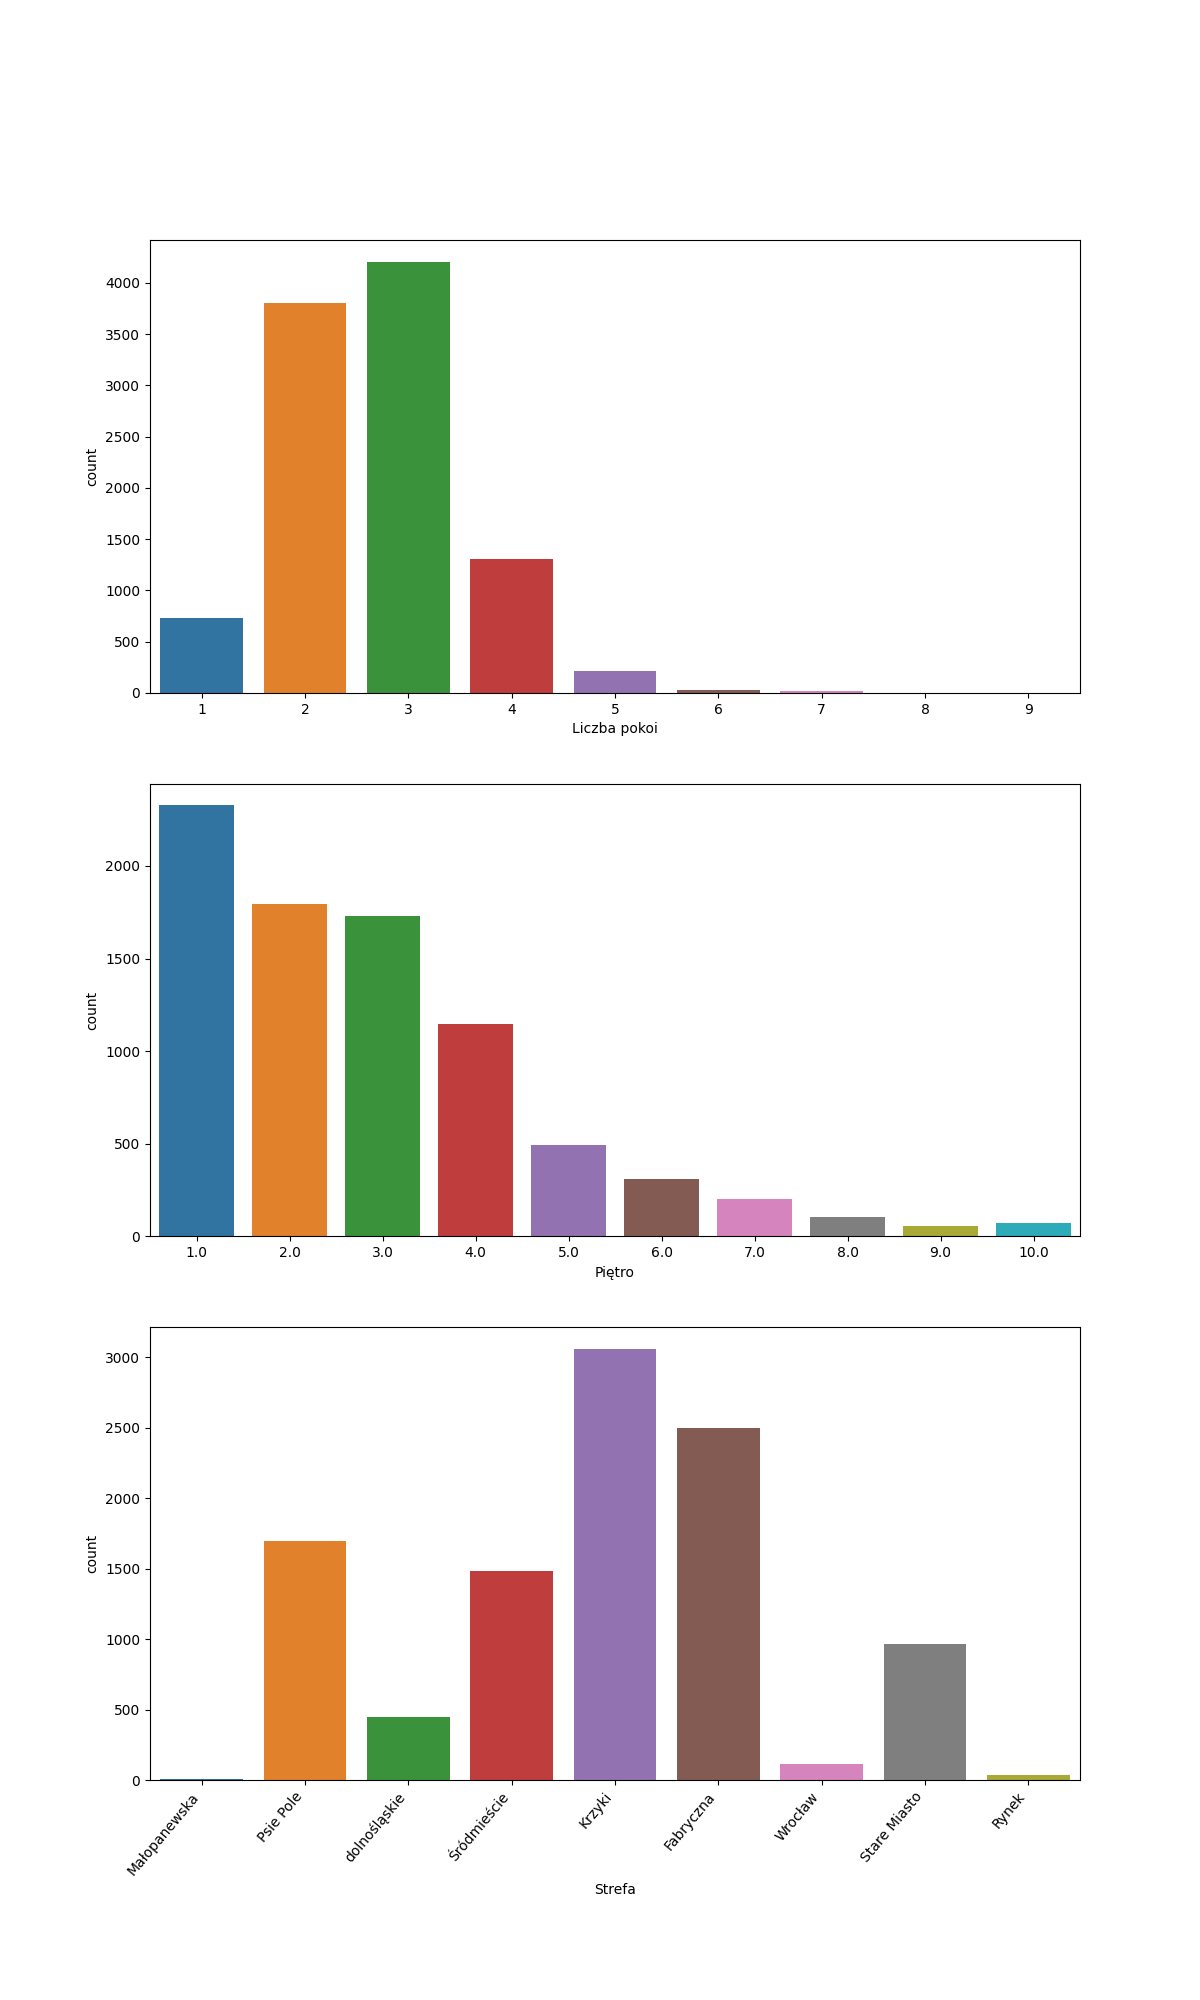 4000
3500
3000
2500
2000
1500
1000
500
0
count
1 2 3 4 5 6 7 8 9
Liczba pokoi
2000
1500
1000
500
0
count
1.0 2.0 3.0 4.0 5.0 6.0 7.0 8.0 9.0 10.0
Piętro
3000
2500
2000
1500
1000
500
0
count
Małopanewska
Psie Pole
dolnośląskie
Śródmieście
Krzyki
Fabryczna
Wrocław
Stare Miasto
Rynek
Strefa